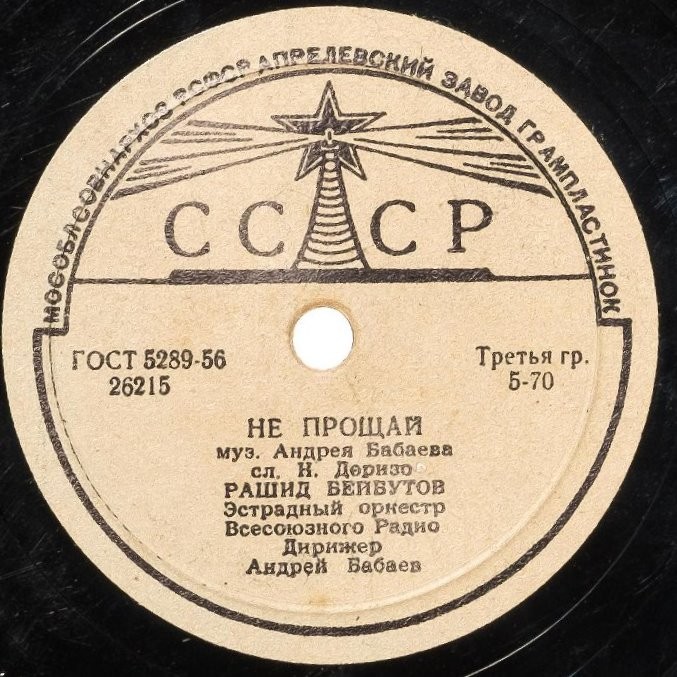 МОСОБЛСОВНАРХОЗ РСФСР АПРЕЛЕВСКИЙ ЗАВОД ГРАМПЛАСТИНОК
СССР
ГОСТ 5289-56
26215
Третья гр.
5-70
НЕ ПРОЩАЙ
муз. Андрея Бабаева
сл. Н. Доризо
РАШИД БЕЙБУТОВ
Эстрадный оркестр
Всесоюзного Радио
Дирижер
Андрей Бабаев